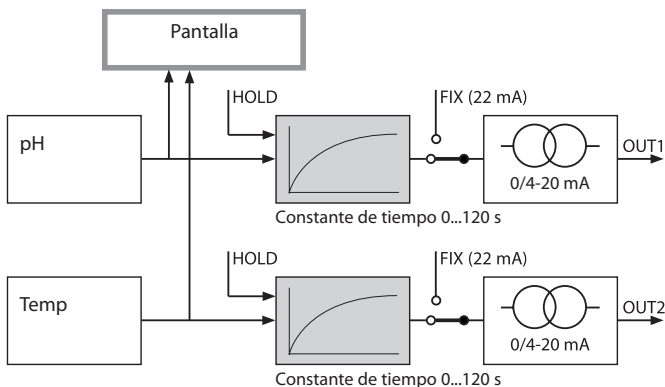 Pantalla
HOLD
FIX (22 mA)
pH
OUT1
0/4-20 mA
Constante de tiempo 0...120 s
HOLD
FIX (22 mA)
Temp
OUT2
0/4-20 mA
Constante de tiempo 0...120 s